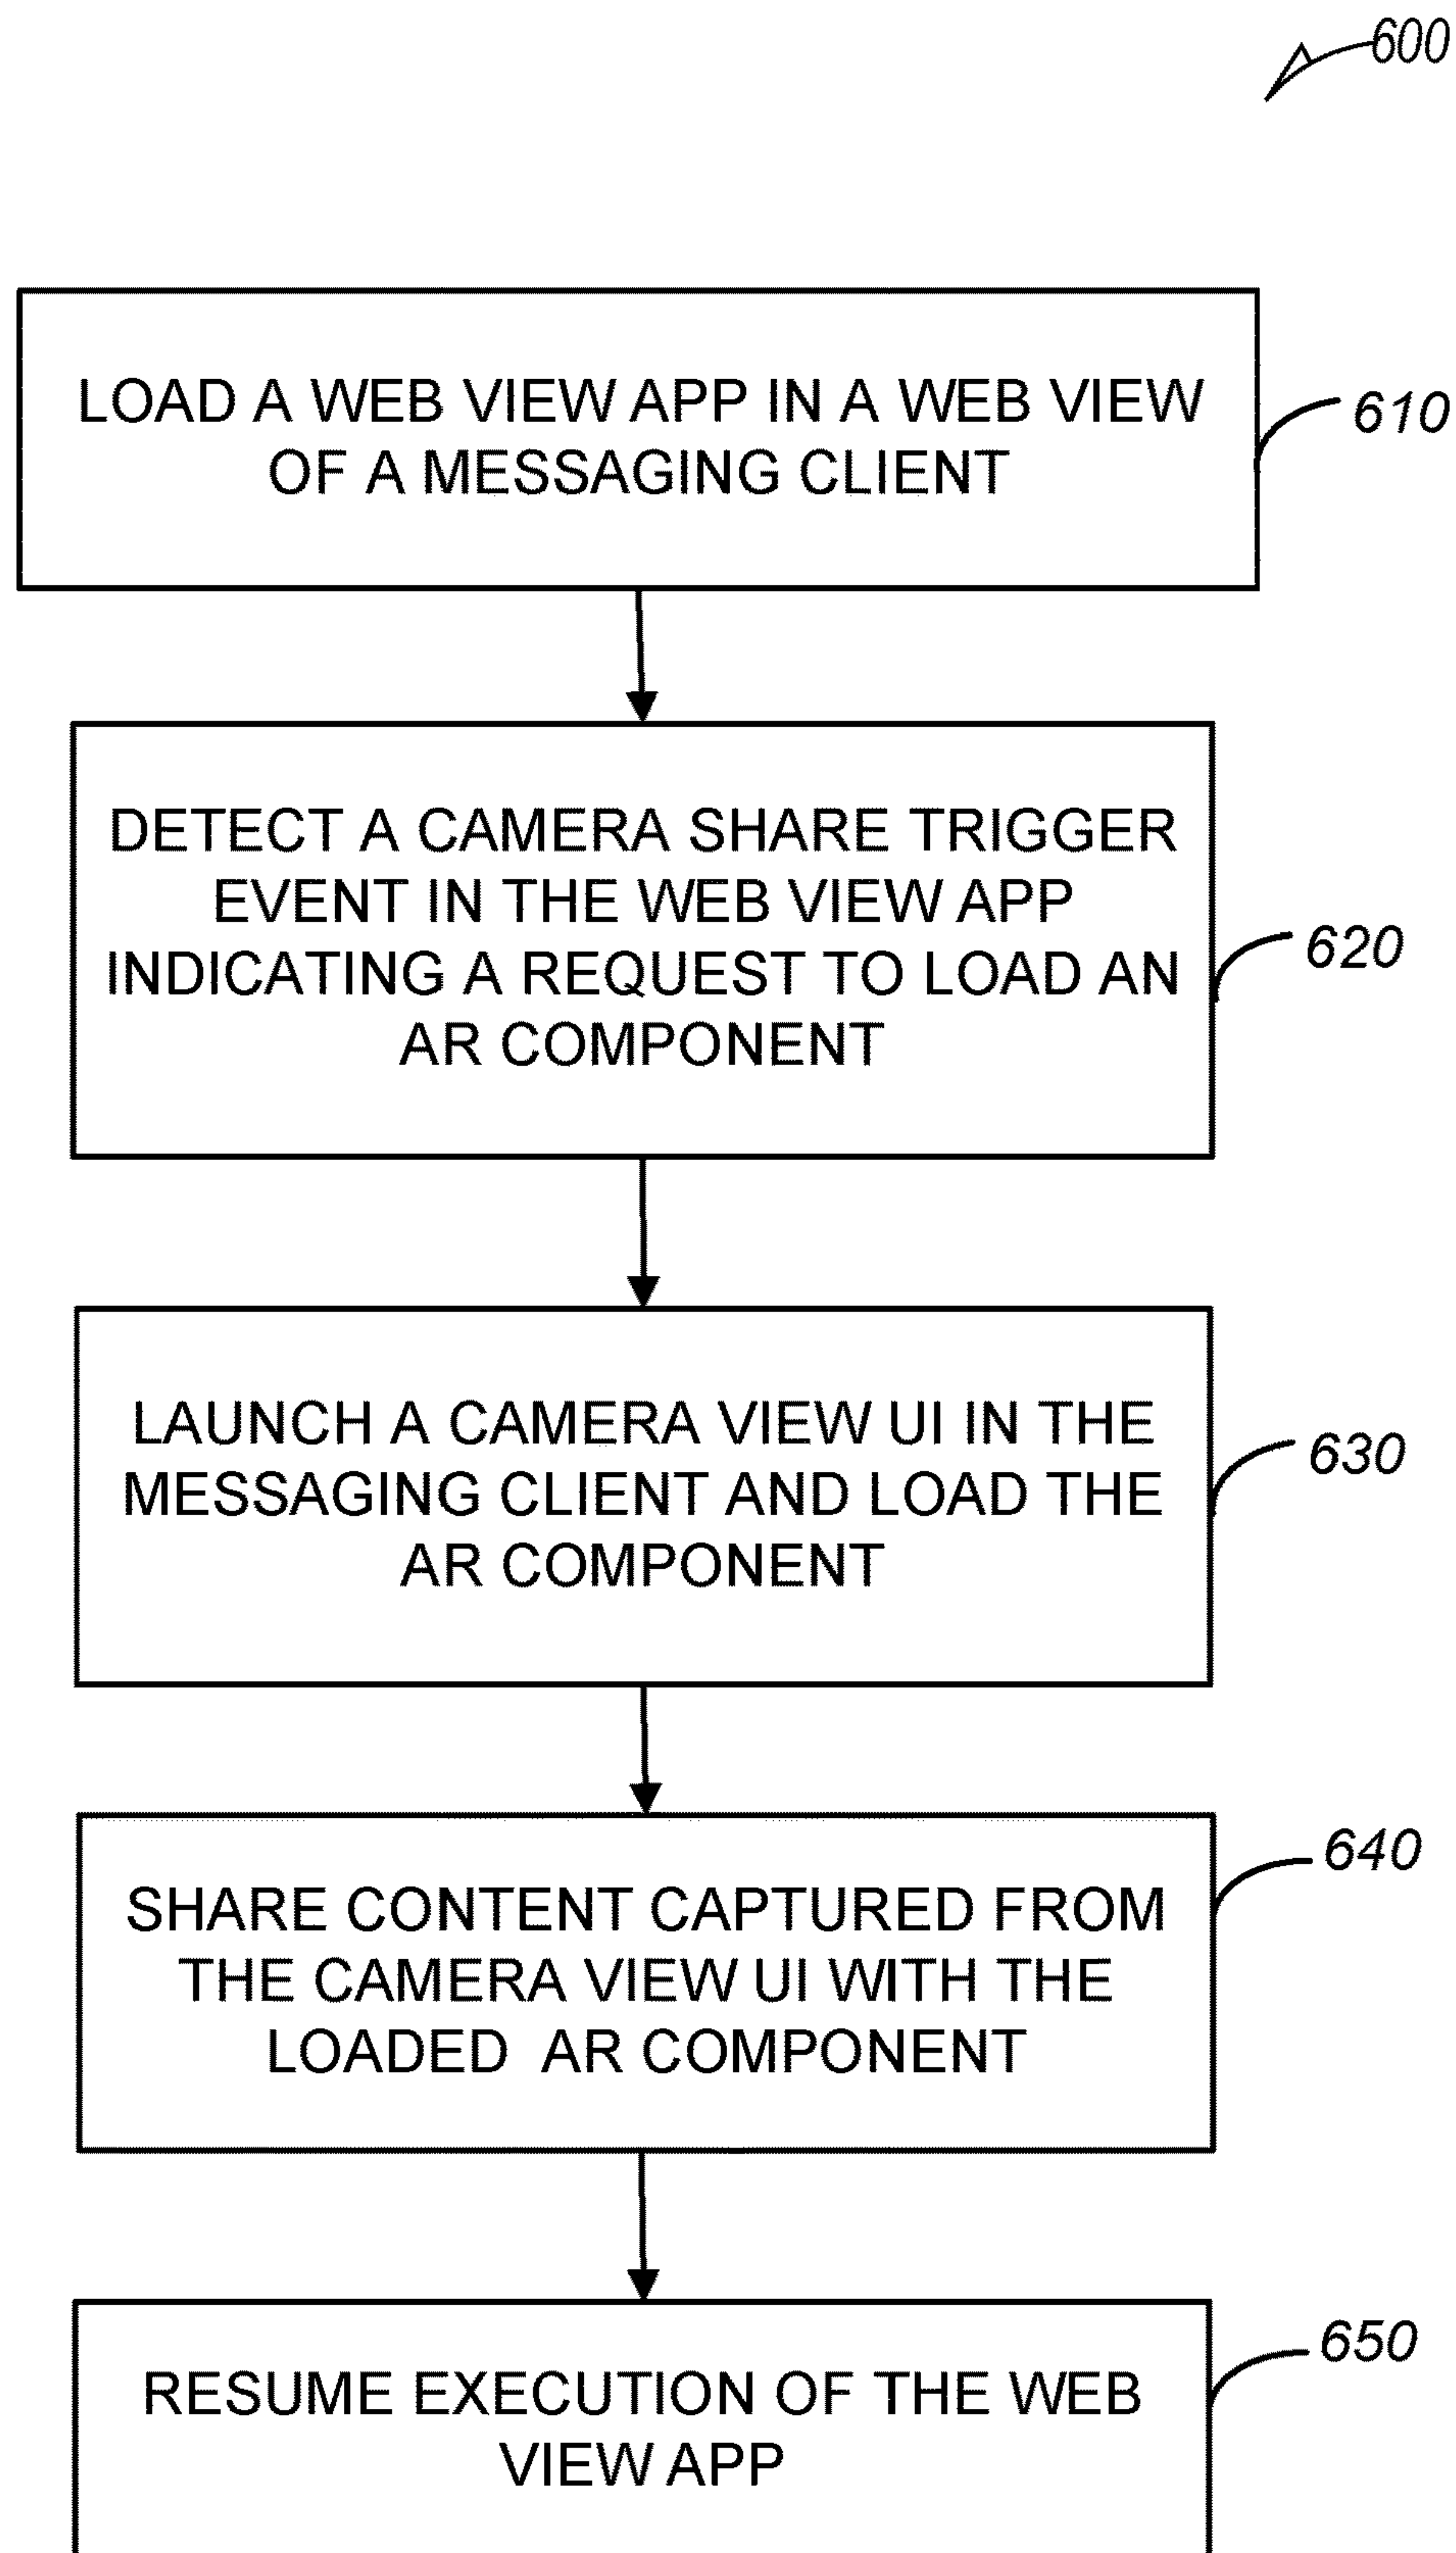 600
LOAD A WEB VIEW APP IN A WEB VIEW
OF A MESSAGING CLIENT
610
DETECT A CAMERA SHARE TRIGGER
EVENT IN THE WEB VIEW APP
INDICATING A REQUEST TO LOAD AN
AR COMPONENT
620
LAUNCH A CAMERA VIEW UI IN THE
MESSAGING CLIENT AND LOAD THE
AR COMPONENT
630
SHARE CONTENT CAPTURED FROM
THE CAMERA VIEW UI WITH THE
LOADED AR COMPONENT
640
RESUME EXECUTION OF THE WEB
VIEW APP
650